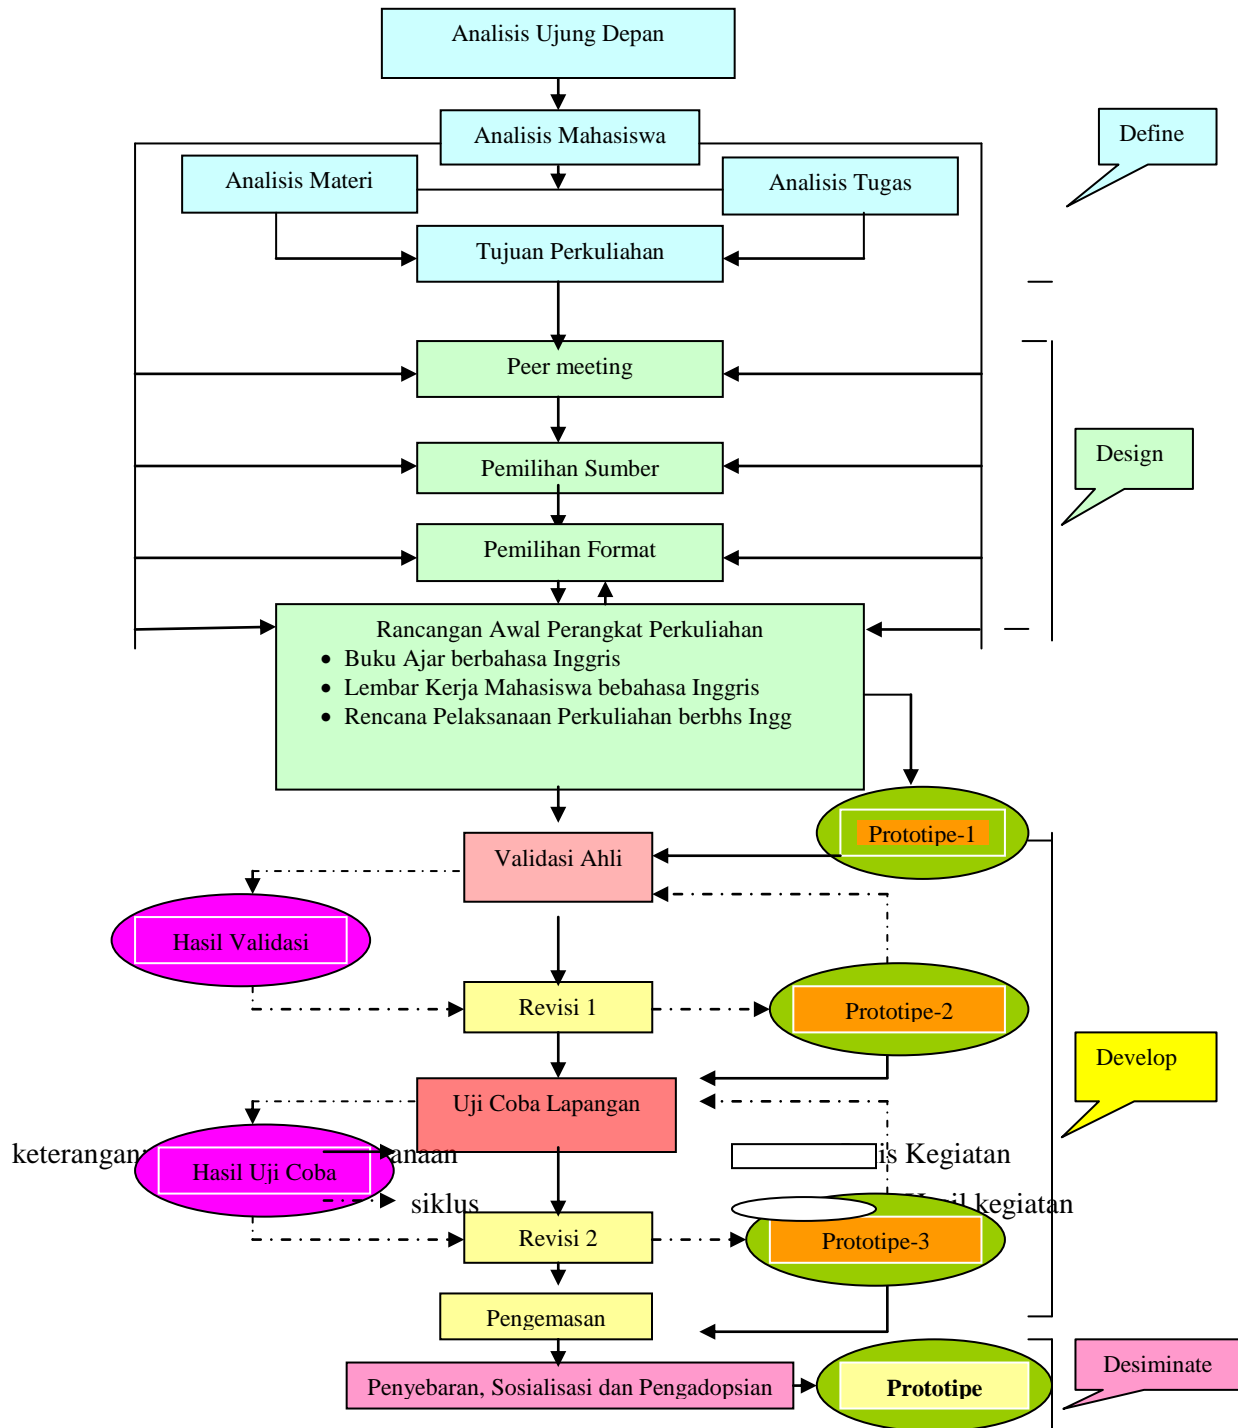 Analisis Ujung Depan
Analisis Mahasiswa
Define
Analisis Materi
Analisis Tugas
Tujuan Perkuliahan
Peer meeting
Design
Pemilihan Sumber
Pemilihan Format
Rancangan Awal Perangkat Perkuliahan
• Buku Ajar berbahasa Inggris
• Lembar Kerja Mahasiswa bebahasa Inggris
• Rencana Pelaksanaan Perkuliahan berbhs Ingg
Prototipe-1
Validasi Ahli
Hasil Validasi
Revisi 1
Prototipe-2
Develop
Uji Coba Lapangan
keterangan:
anaan
is Kegiatan
Hasil Uji Coba
siklus
kegiatan
Revisi 2
Prototipe-3
Pengemasan
Desiminate
Penyebaran, Sosialisasi dan Pengadopsian
Prototipe